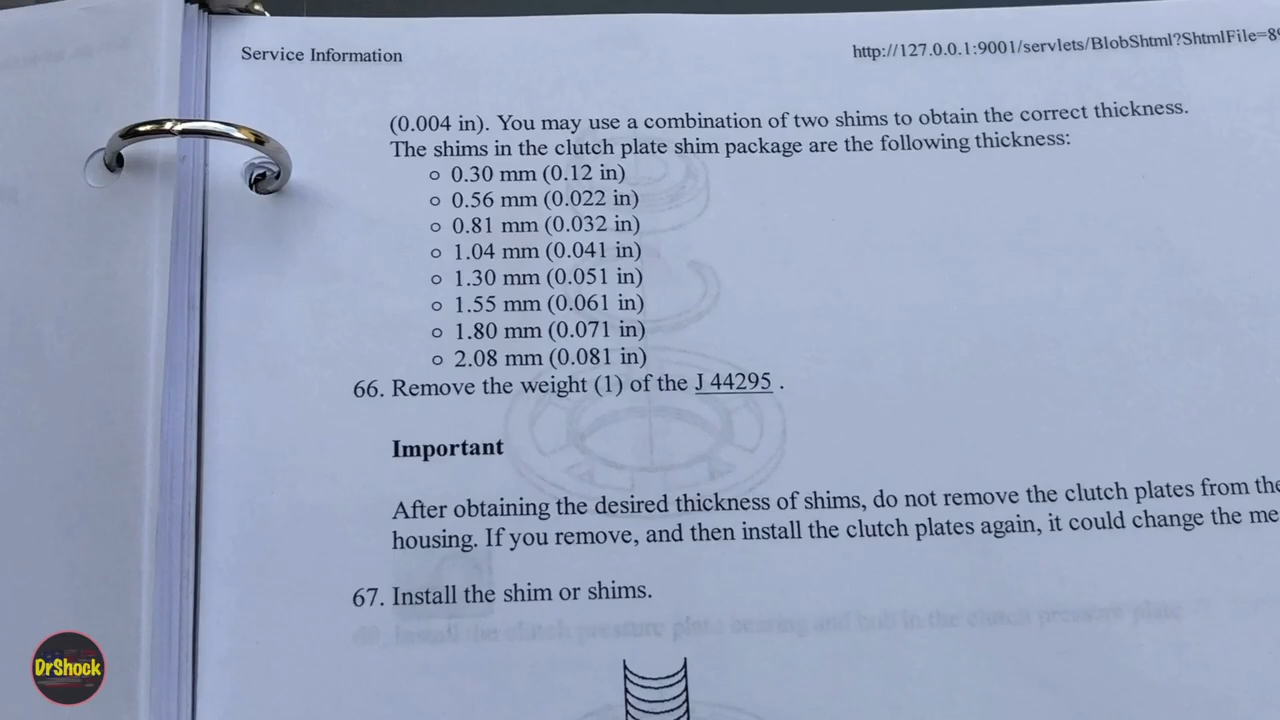 Service Information
http://127.0.0.1:9001/servlets/BlobShtml?ShtmlFile=89
(0.004 in). You may use a combination of two shims to obtain the correct thickness.
The shims in the clutch plate shim package are the following thickness:
o 0.30 mm (0.12 in)
o 0.56 mm (0.022 in)
o 0.81 mm (0.032 in)
o 1.04 mm (0.041 in)
o 1.30 mm (0.051 in)
o 1.55 mm (0.061 in)
o 1.80 mm (0.071 in)
o 2.08 mm (0.081 in)
66. Remove the weight (1) of the J 44295 .
Important
After obtaining the desired thickness of shims, do not remove the clutch plates from the
housing. If you remove, and then install the clutch plates again, it could change the me
67. Install the shim or shims.
DrShock